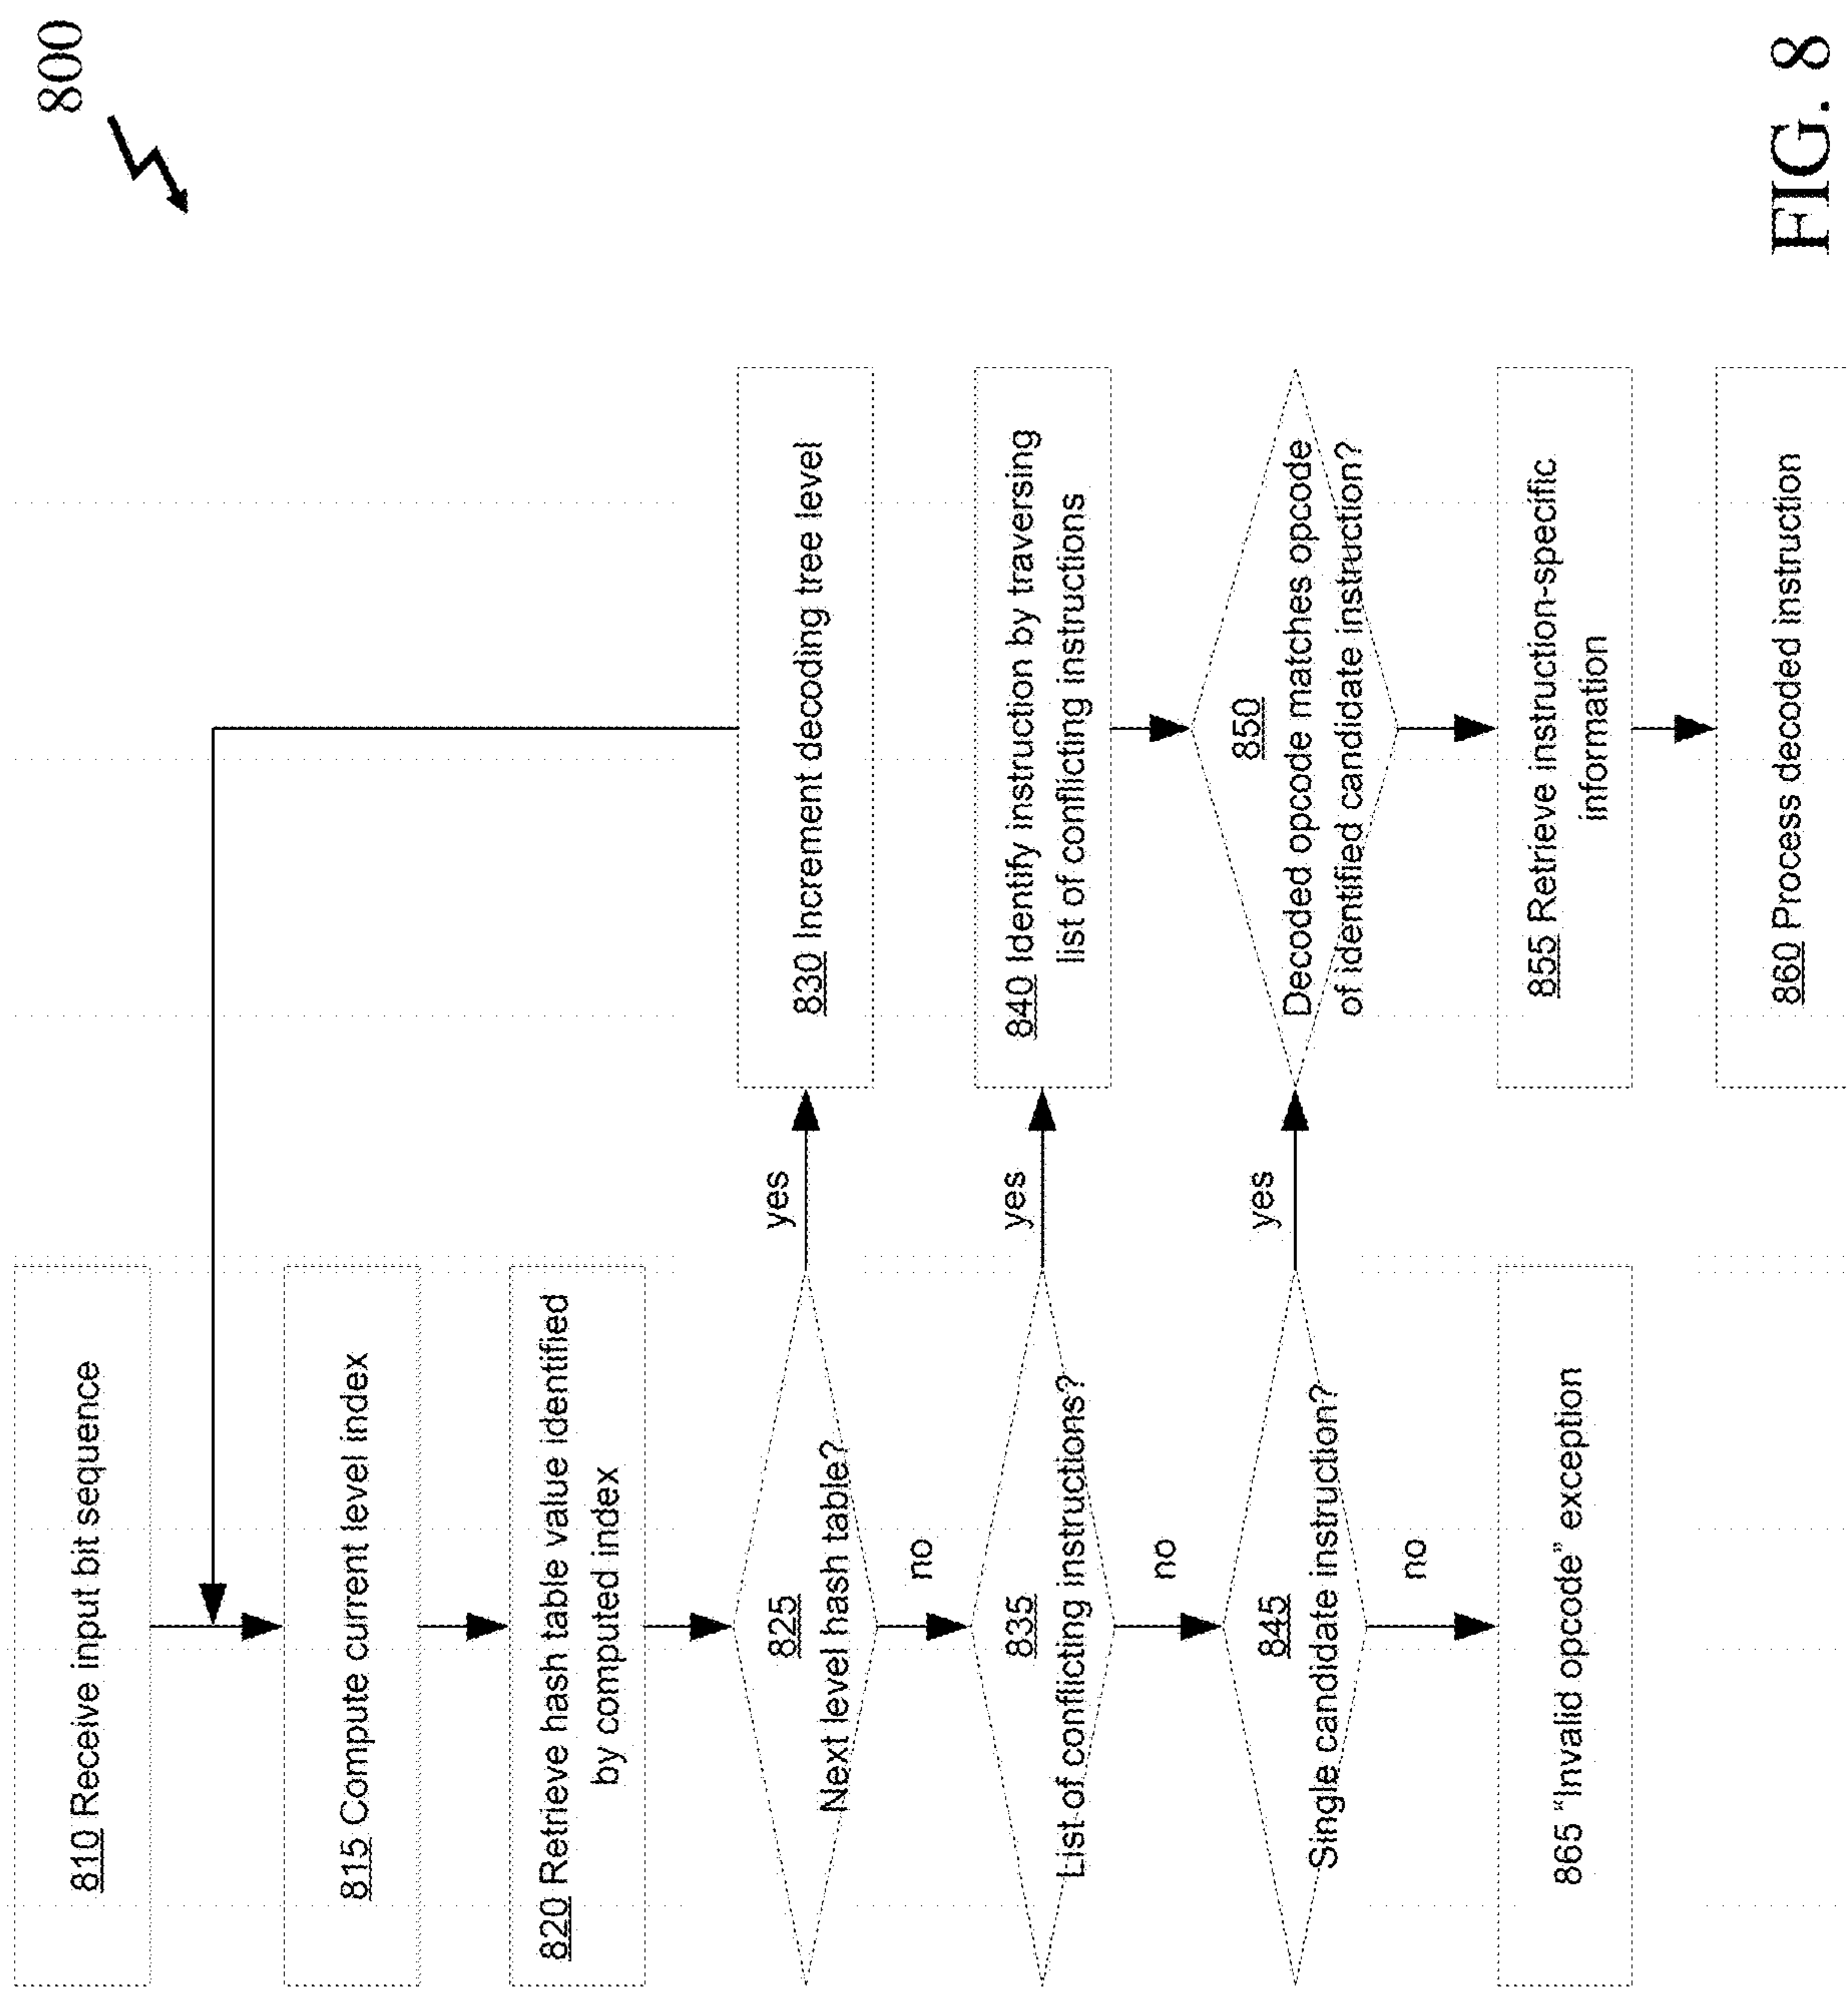 800
810 Receive input bit sequence
815 Compute current level index
820 Retrieve hash table value identified
by computed index
825
Next level hash table?
yes
830 Increment decoding tree level
no
835
List of conflicting instructions?
yes
840 Identify instruction by traversing
list of conflicting instructions
no
845
Single candidate instruction?
yes
850
Decoded opcode matches opcode
of identified candidate instruction?
no
865 "Invalid opcode" exception
855 Retrieve instruction-specific
information
860 Process decoded instruction
FIG. 8